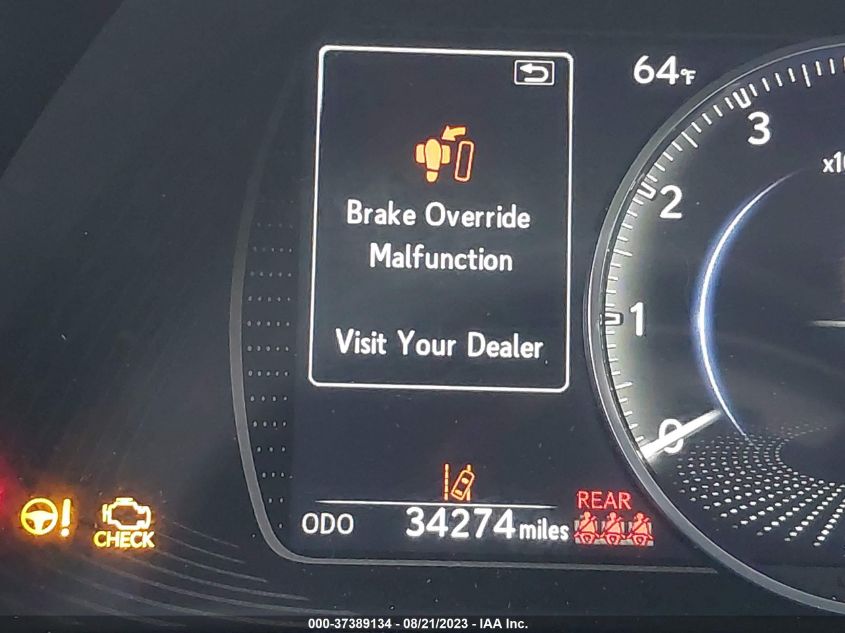 64°F
Brake Override
Malfunction
Visit Your Dealer
3
2
1
0
x10
CHECK
ODO 34274 miles
REAR
000-37389134 - 08/21/2023 - IAA Inc.